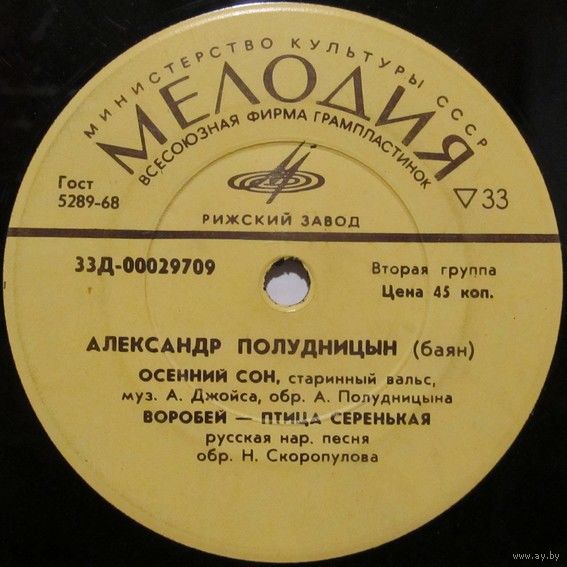 МИНИСТЕРСТВО КУЛЬТУРЫ СССР
МЕЛОДИЯ
ВСЕСОЮЗНАЯ ФИРМА ГРАМПЛАСТИНОК
Гост
5289-68
▽33
РИЖСКИЙ ЗАВОД
33Д-00029709
Вторая группа
Цена 45 коп.
АЛЕКСАНДР ПОЛУДНИЦЫН (баян)
ОСЕННИЙ СОН, старинный вальс,
муз. А. Джойса, обр. А. Полудницына
ВОРОБЕЙ — ПТИЦА СЕРЕНЬКАЯ
русская нар. песня
обр. Н. Скоропулова
www.ay.by